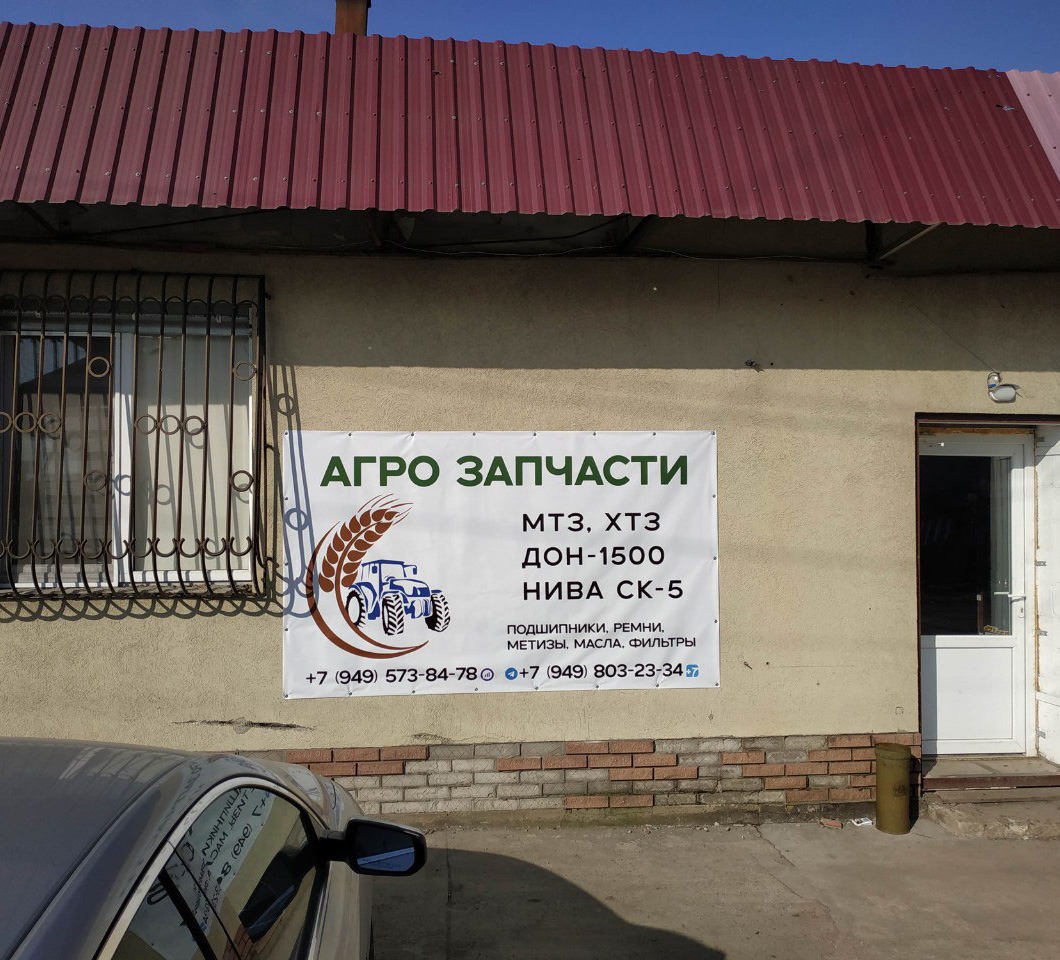 АГРО ЗАПЧАСТИ
МТЗ, ХТЗ
ДОН-1500
НИВА СК-5
ПОДШИПНИКИ, РЕМНИ,
МЕТИЗЫ, МАСЛА, ФИЛЬТРЫ
+7 (949) 573-84-78 +7 (949) 803-23-34 +7